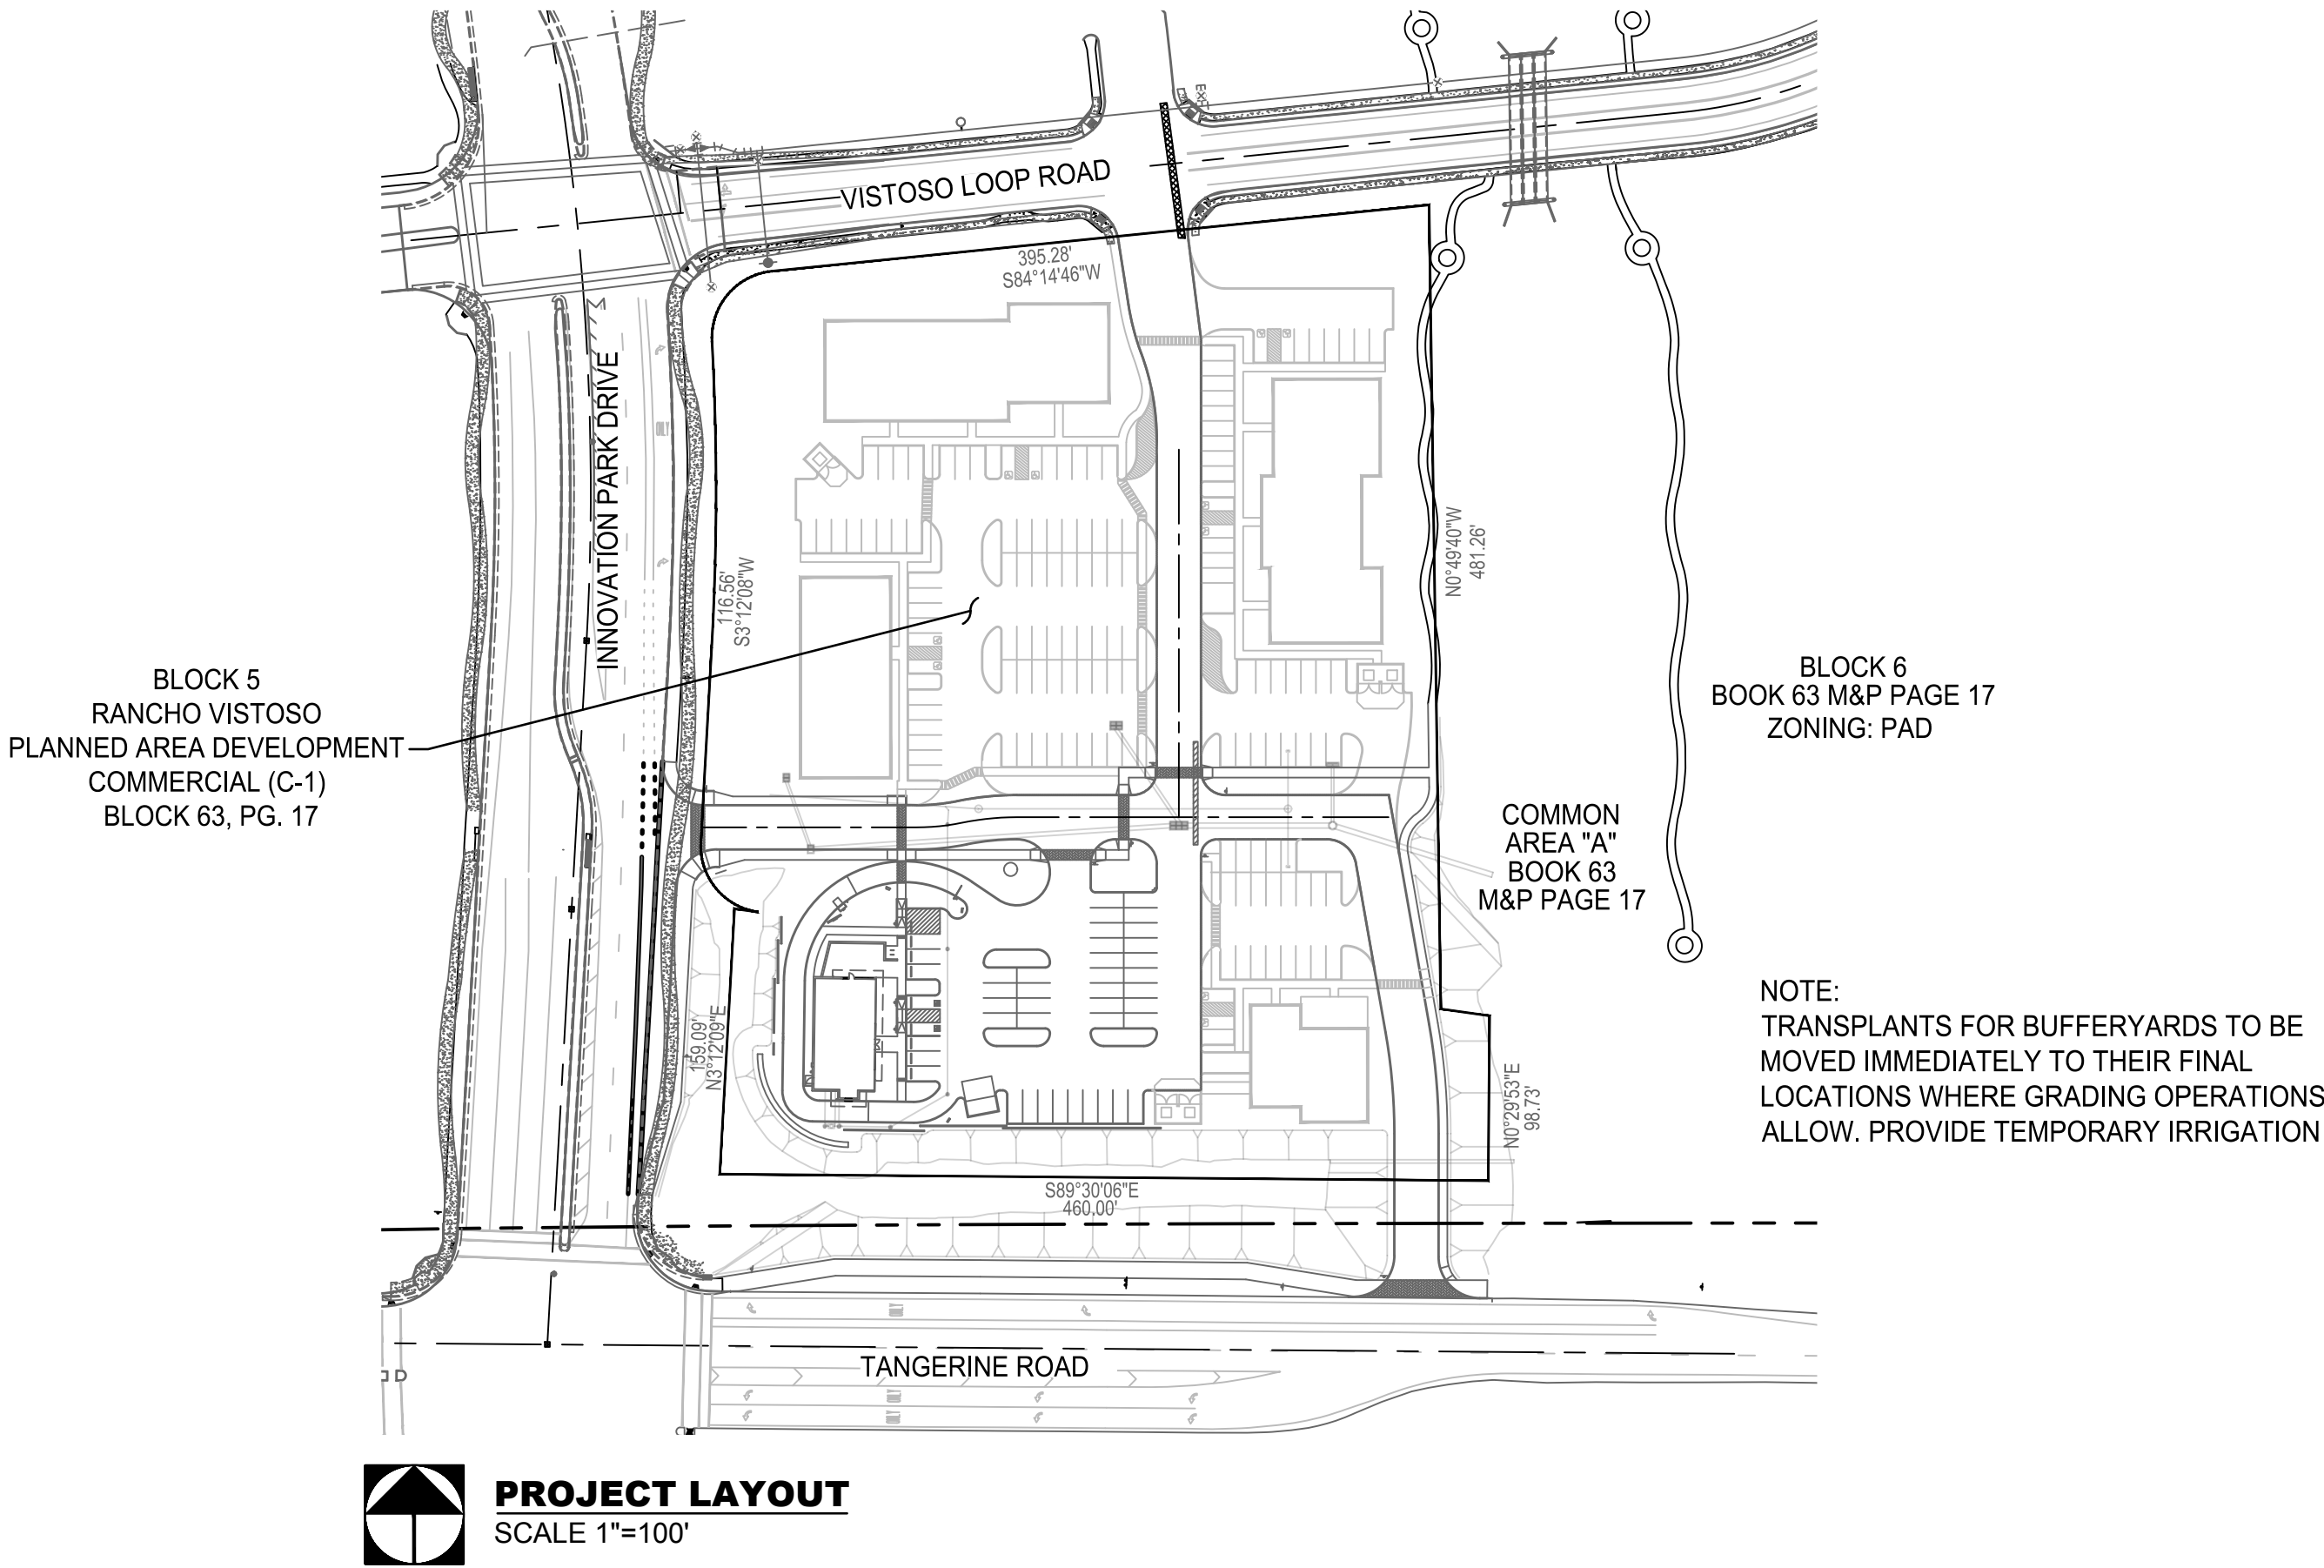 VISTOSO LOOP ROAD
395.28'
S84°14'46"W
INNOVATION PARK DRIVE
116.56'
S3°12'08"W
N0°49'40"W
481.26'
BLOCK 5
RANCHO VISTOSO
PLANNED AREA DEVELOPMENT
COMMERCIAL (C-1)
BLOCK 63, PG. 17
BLOCK 6
BOOK 63 M&P PAGE 17
ZONING: PAD
COMMON
AREA "A"
BOOK 63
M&P PAGE 17
159.09'
N3°12'09"E
N0°29'53"E
98.73'
NOTE:
TRANSPLANTS FOR BUFFERYARDS TO BE
MOVED IMMEDIATELY TO THEIR FINAL
LOCATIONS WHERE GRADING OPERATIONS
ALLOW. PROVIDE TEMPORARY IRRIGATION
S89°30'06"E
460.00'
TANGERINE ROAD
PROJECT LAYOUT
SCALE 1"=100'